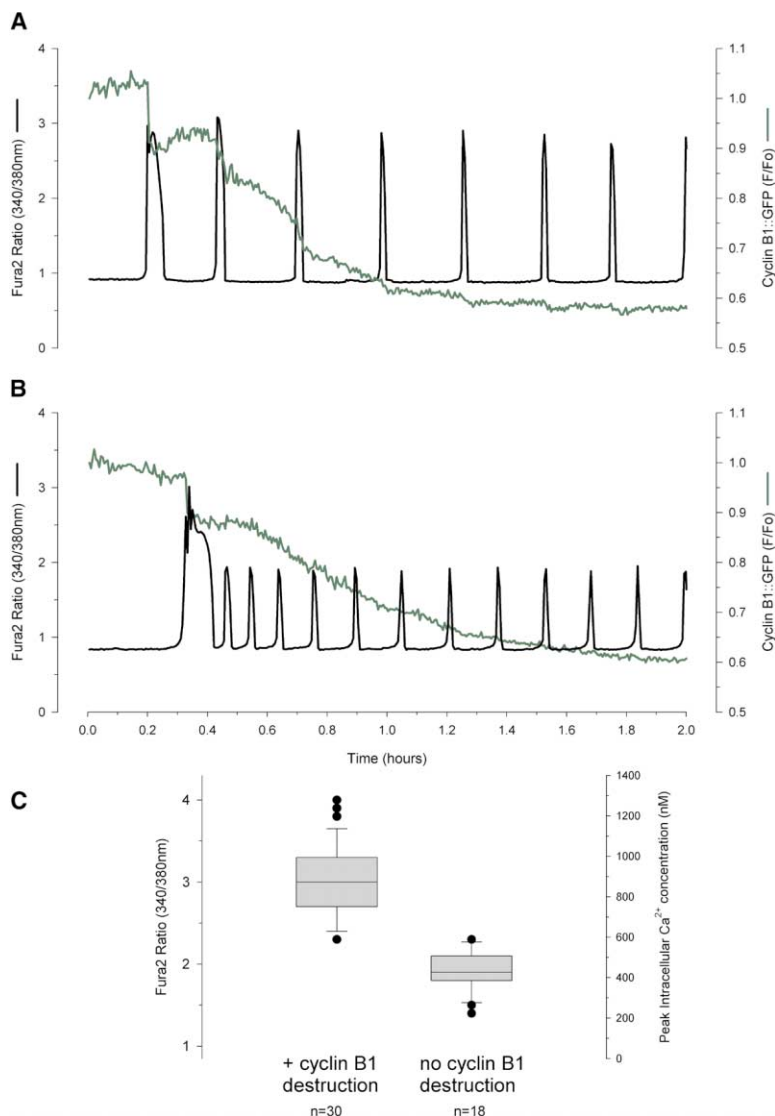 A
4
3
2
1
0
Fura2 Ratio (340/380nm)
1.1
1.0
0.9
0.8
0.7
0.6
0.5
Cyclin B1::GFP (F/Fo)
B
4
3
2
1
0
Fura2 Ratio (340/380nm)
1.1
1.0
0.9
0.8
0.7
0.6
0.5
Cyclin B1::GFP (F/Fo)
0.0 0.2 0.4 0.6 0.8 1.0 1.2 1.4 1.6 1.8 2.0
Time (hours)
C
4
3
2
1
Fura2 Ratio (340/380nm)
1400
1200
1000
800
600
400
200
0
Peak Intracellular Ca²⁺ concentration (nM)
+ cyclin B1 no cyclin B1
destruction destruction
n=30 n=18